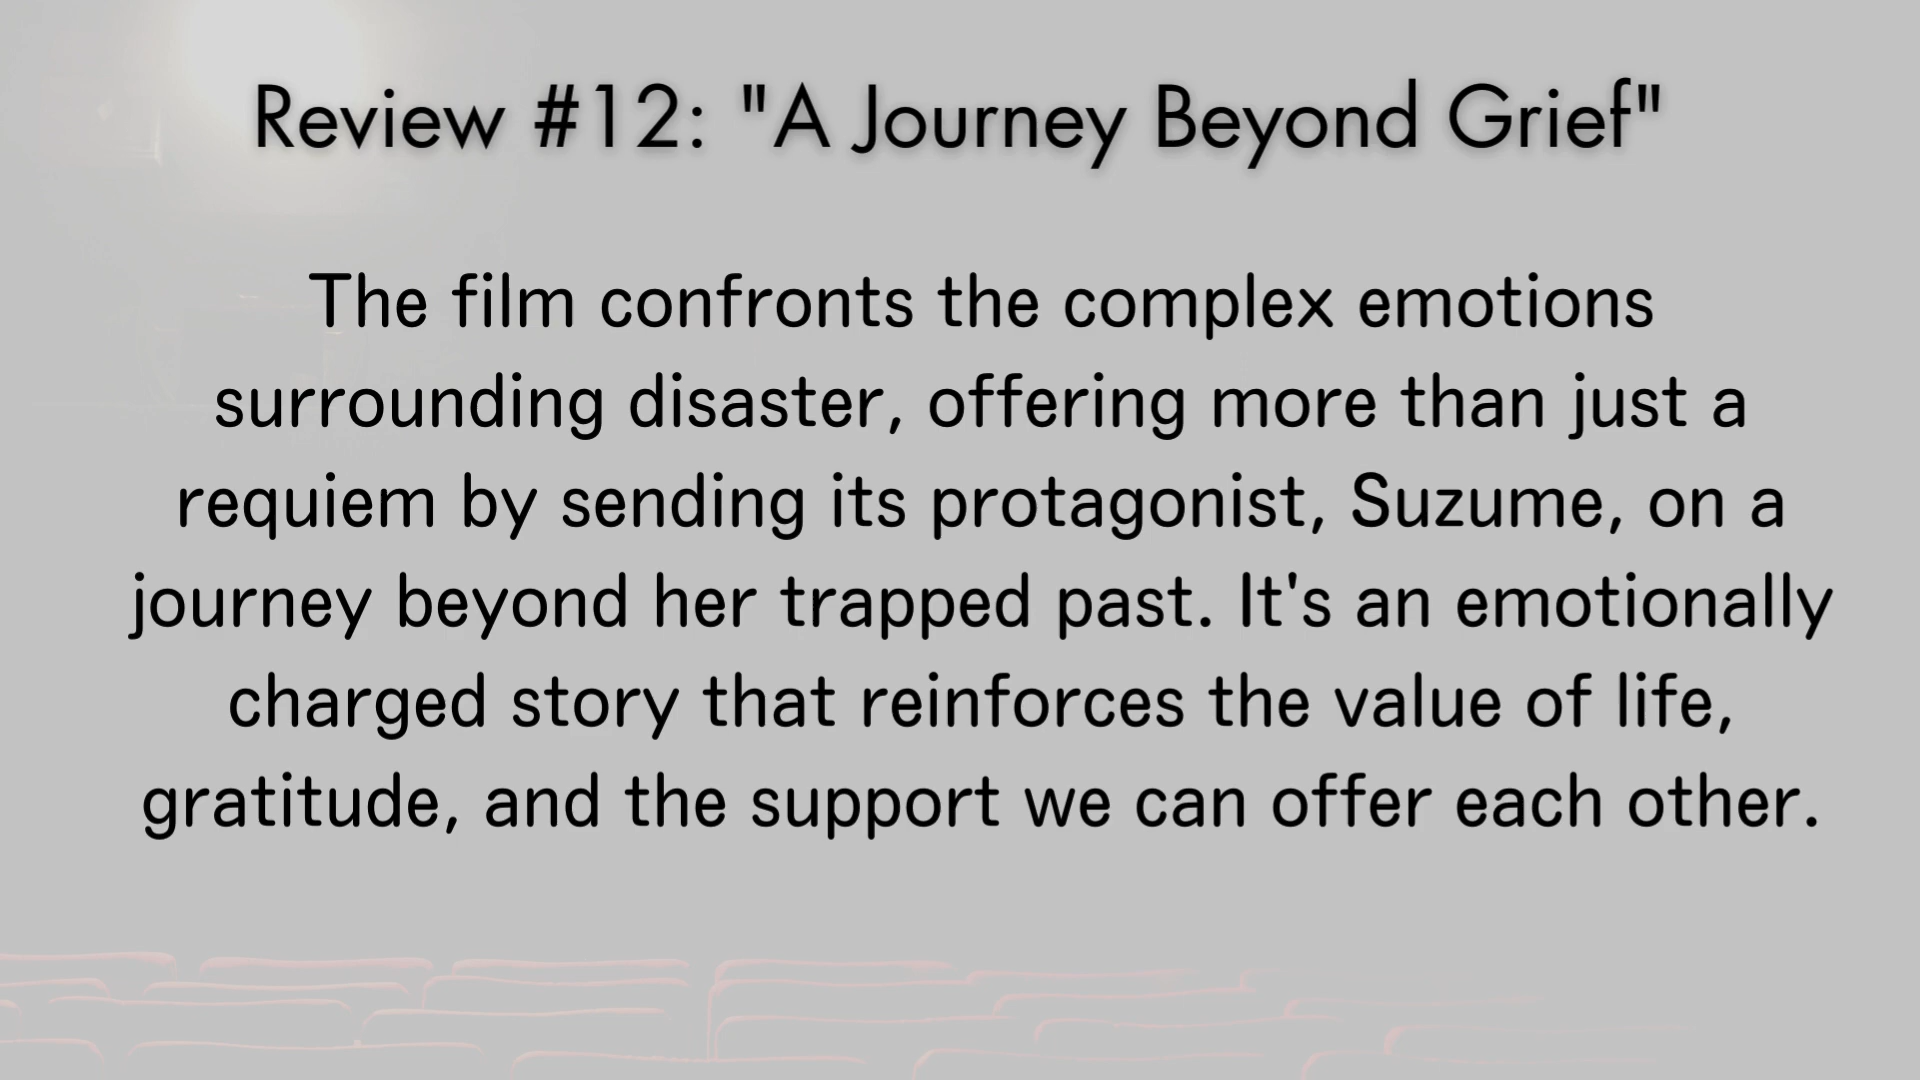 Review #12: "A Journey Beyond Grief"
The film confronts the complex emotions
surrounding disaster, offering more than just a
requiem by sending its protagonist, Suzume, on a
journey beyond her trapped past. It's an emotionally
charged story that reinforces the value of life,
gratitude, and the support we can offer each other.